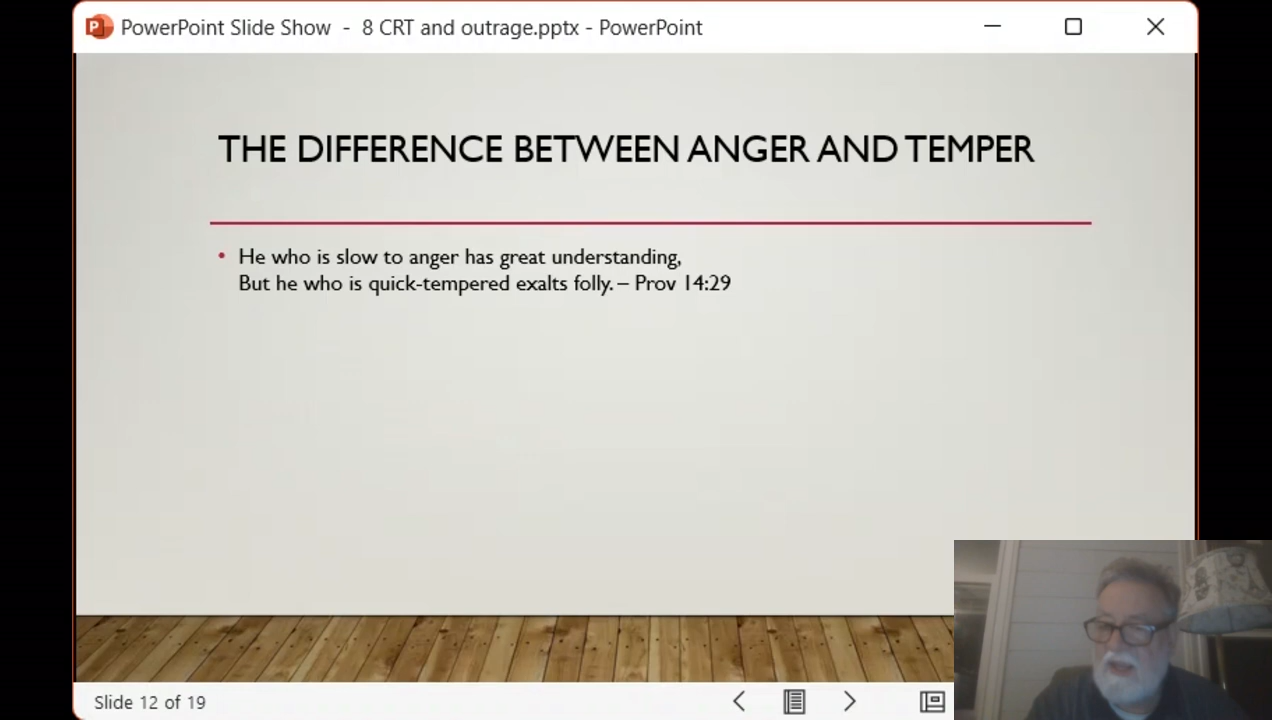 PowerPoint Slide Show - 8 CRT and outrage.pptx - PowerPoint
THE DIFFERENCE BETWEEN ANGER AND TEMPER
• He who is slow to anger has great understanding,
But he who is quick-tempered exalts folly. – Prov 14:29
Slide 12 of 19